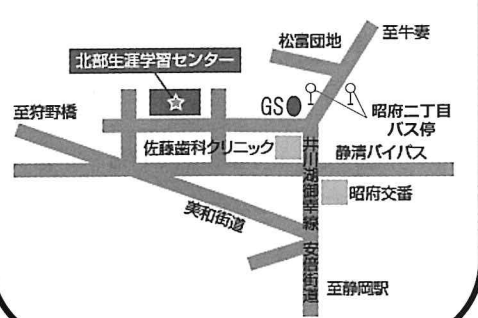 至牛妻
松富団地
北部生涯学習センター
GS
昭府二丁目
バス停
至狩野橋
佐藤歯科クリニック
静清バイパス
井川湖御幸線
昭府交番
美和街道
安倍街道
至静岡駅